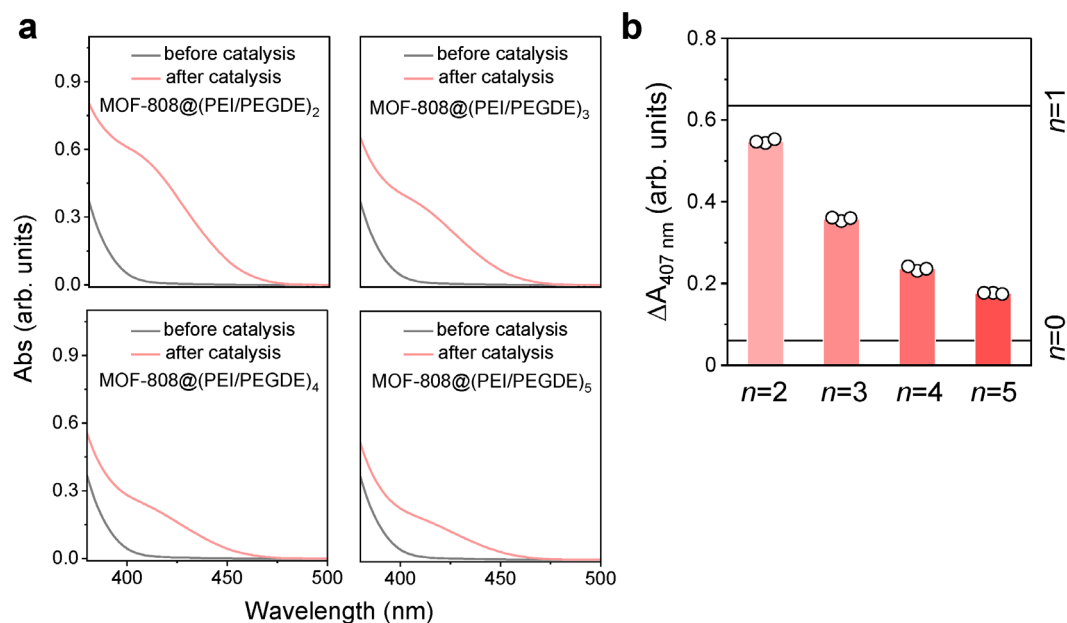 a
before catalysis
after catalysis
MOF-808@(PEI/PEGDE)2
before catalysis
after catalysis
MOF-808@(PEI/PEGDE)3
0.9
0.6
0.3
0.0
before catalysis
after catalysis
MOF-808@(PEI/PEGDE)4
before catalysis
after catalysis
MOF-808@(PEI/PEGDE)5
0.9
0.6
0.3
0.0
400 450 500 400 450 500
Abs (arb. units)
Wavelength (nm)
b
0.8
0.6
0.4
0.2
0
ΔA407 nm (arb. units)
n=2 n=3 n=4 n=5
n=1
n=0